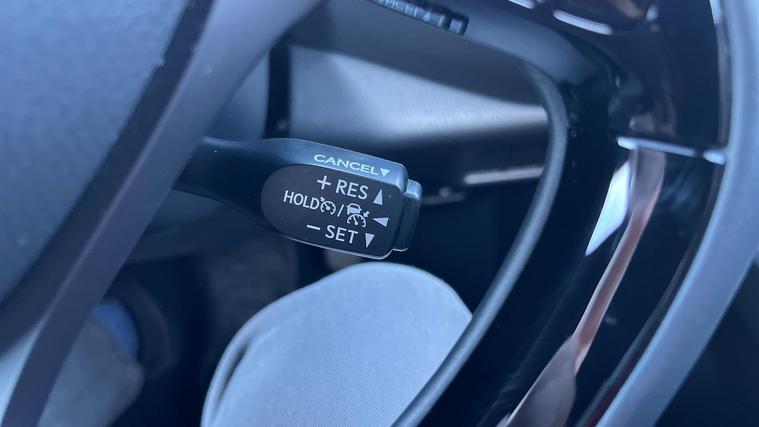 CANCEL▼
+ RES ▲
HOLD /
− SET ▼